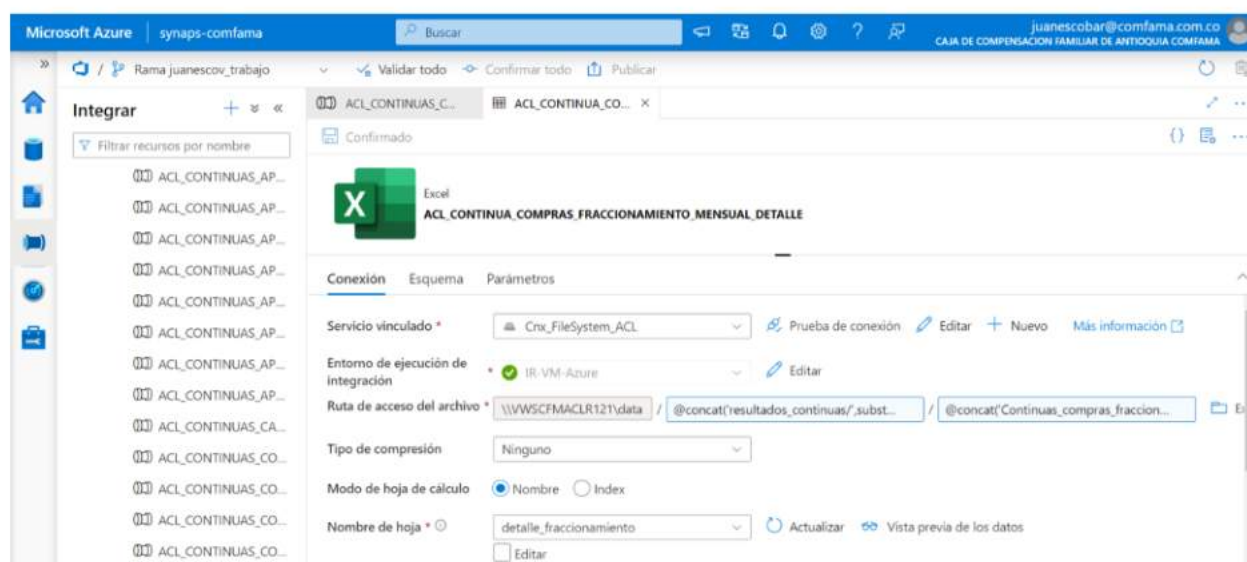 Microsoft Azure | synaps-comfama
Buscar
juanescobar@comfama.com.co
CAJA DE COMPENSACION FAMILIAR DE ANTIOQUIA COMFAMA
/ Rama juanescov_trabajo
Validar todo
Confirmar todo
Publicar
Integrar
Filtrar recursos por nombre
ACL_CONTINUAS_AP...
ACL_CONTINUAS_AP...
ACL_CONTINUAS_AP...
ACL_CONTINUAS_AP...
ACL_CONTINUAS_AP...
ACL_CONTINUAS_AP...
ACL_CONTINUAS_AP...
ACL_CONTINUAS_AP...
ACL_CONTINUAS_CA...
ACL_CONTINUAS_CO...
ACL_CONTINUAS_CO...
ACL_CONTINUAS_CO...
ACL_CONTINUAS_CO...
ACL_CONTINUAS_C...
ACL_CONTINUA_CO...
Confirmado
{}
X
Excel
ACL_CONTINUA_COMPRAS_FRACCIONAMIENTO_MENSUAL_DETALLE
Conexión Esquema Parámetros
Servicio vinculado * Cnx_FileSystem_ACL Prueba de conexión Editar + Nuevo Más información
Entorno de ejecución de
integración * IR-VM-Azure Editar
Ruta de acceso del archivo * \\VWSCFMACLR121\data / @concat('resultados_continuas/',subst... / @concat('Continuas_compras_fraccion...
Tipo de compresión Ninguno
Modo de hoja de cálculo Nombre Index
Nombre de hoja * detalle_fraccionamiento Actualizar Vista previa de los datos
Editar